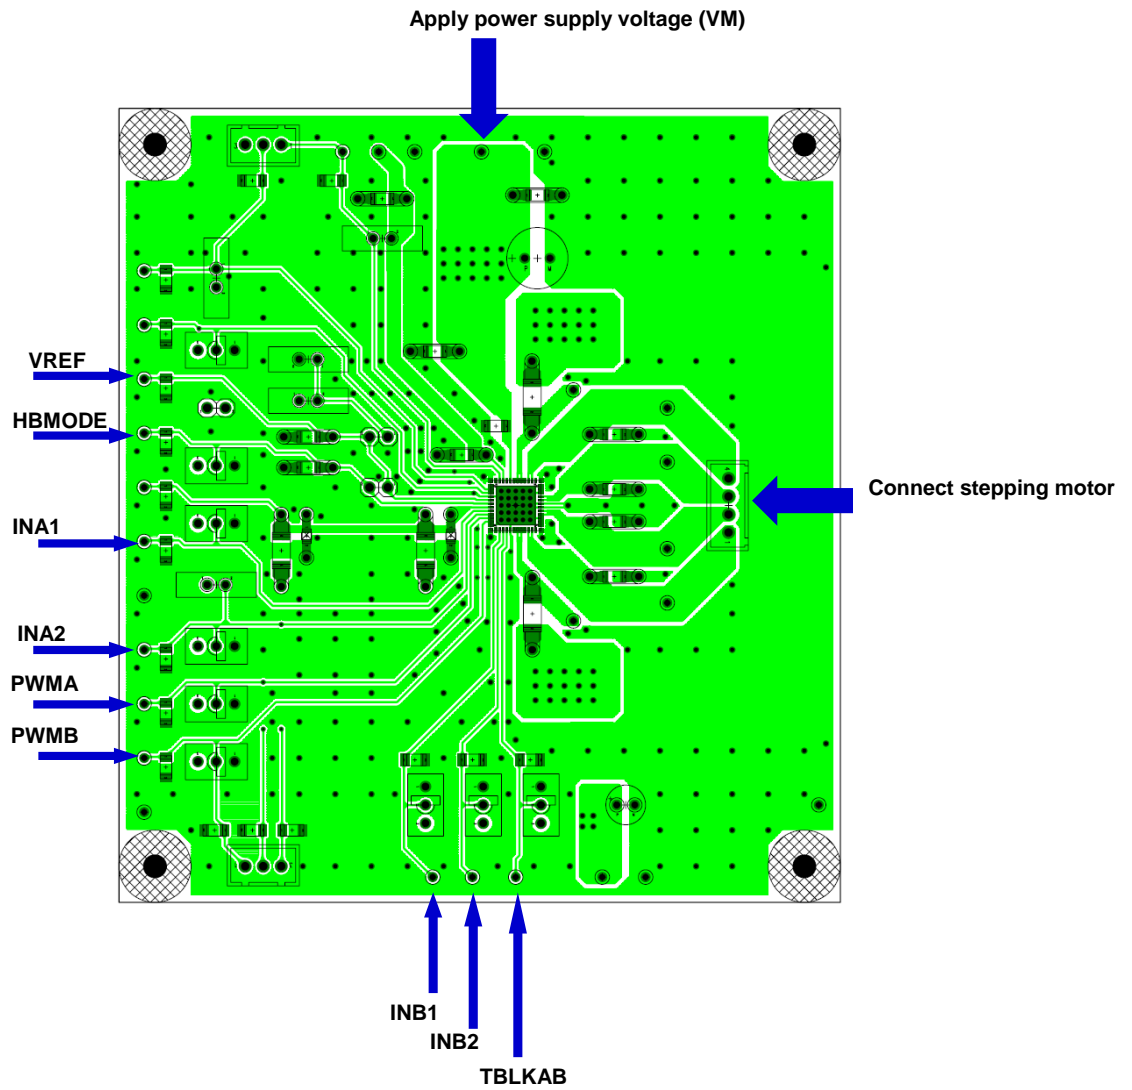 Apply power supply voltage (VM)
VREF
HBMODE
Connect stepping motor
INA1
INA2
PWMA
PWMB
INB1
INB2
TBLKAB